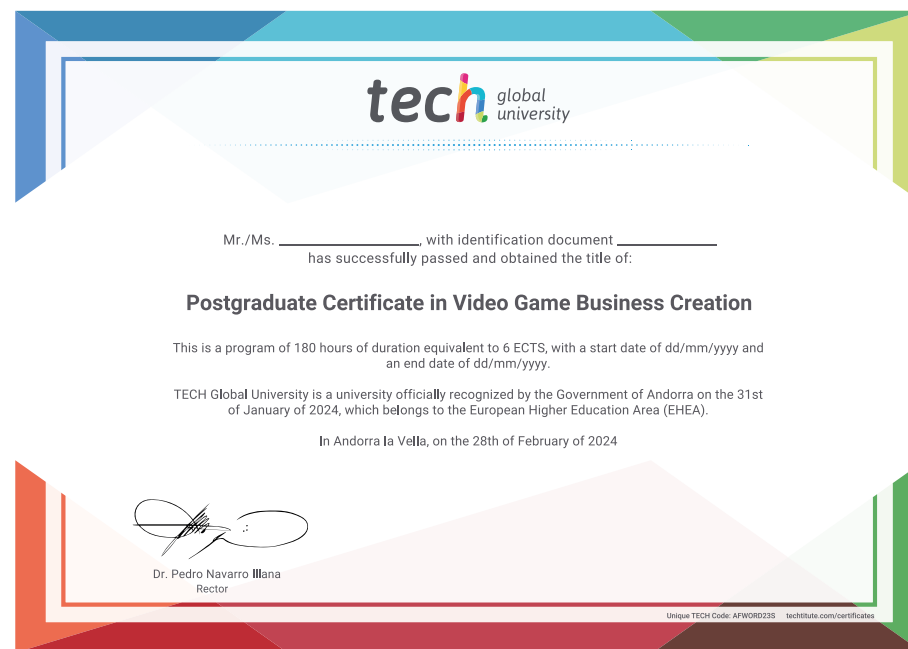 tech global
university
Mr./Ms. ____________, with identification document ____________
has successfully passed and obtained the title of:
Postgraduate Certificate in Video Game Business Creation
This is a program of 180 hours of duration equivalent to 6 ECTS, with a start date of dd/mm/yyyy and
an end date of dd/mm/yyyy.
TECH Global University is a university officially recognized by the Government of Andorra on the 31st
of January of 2024, which belongs to the European Higher Education Area (EHEA).
In Andorra la Vella, on the 28th of February of 2024
Dr. Pedro Navarro Illana
Rector
Unique TECH Code: AFWORD23S techtitute.com/certificates